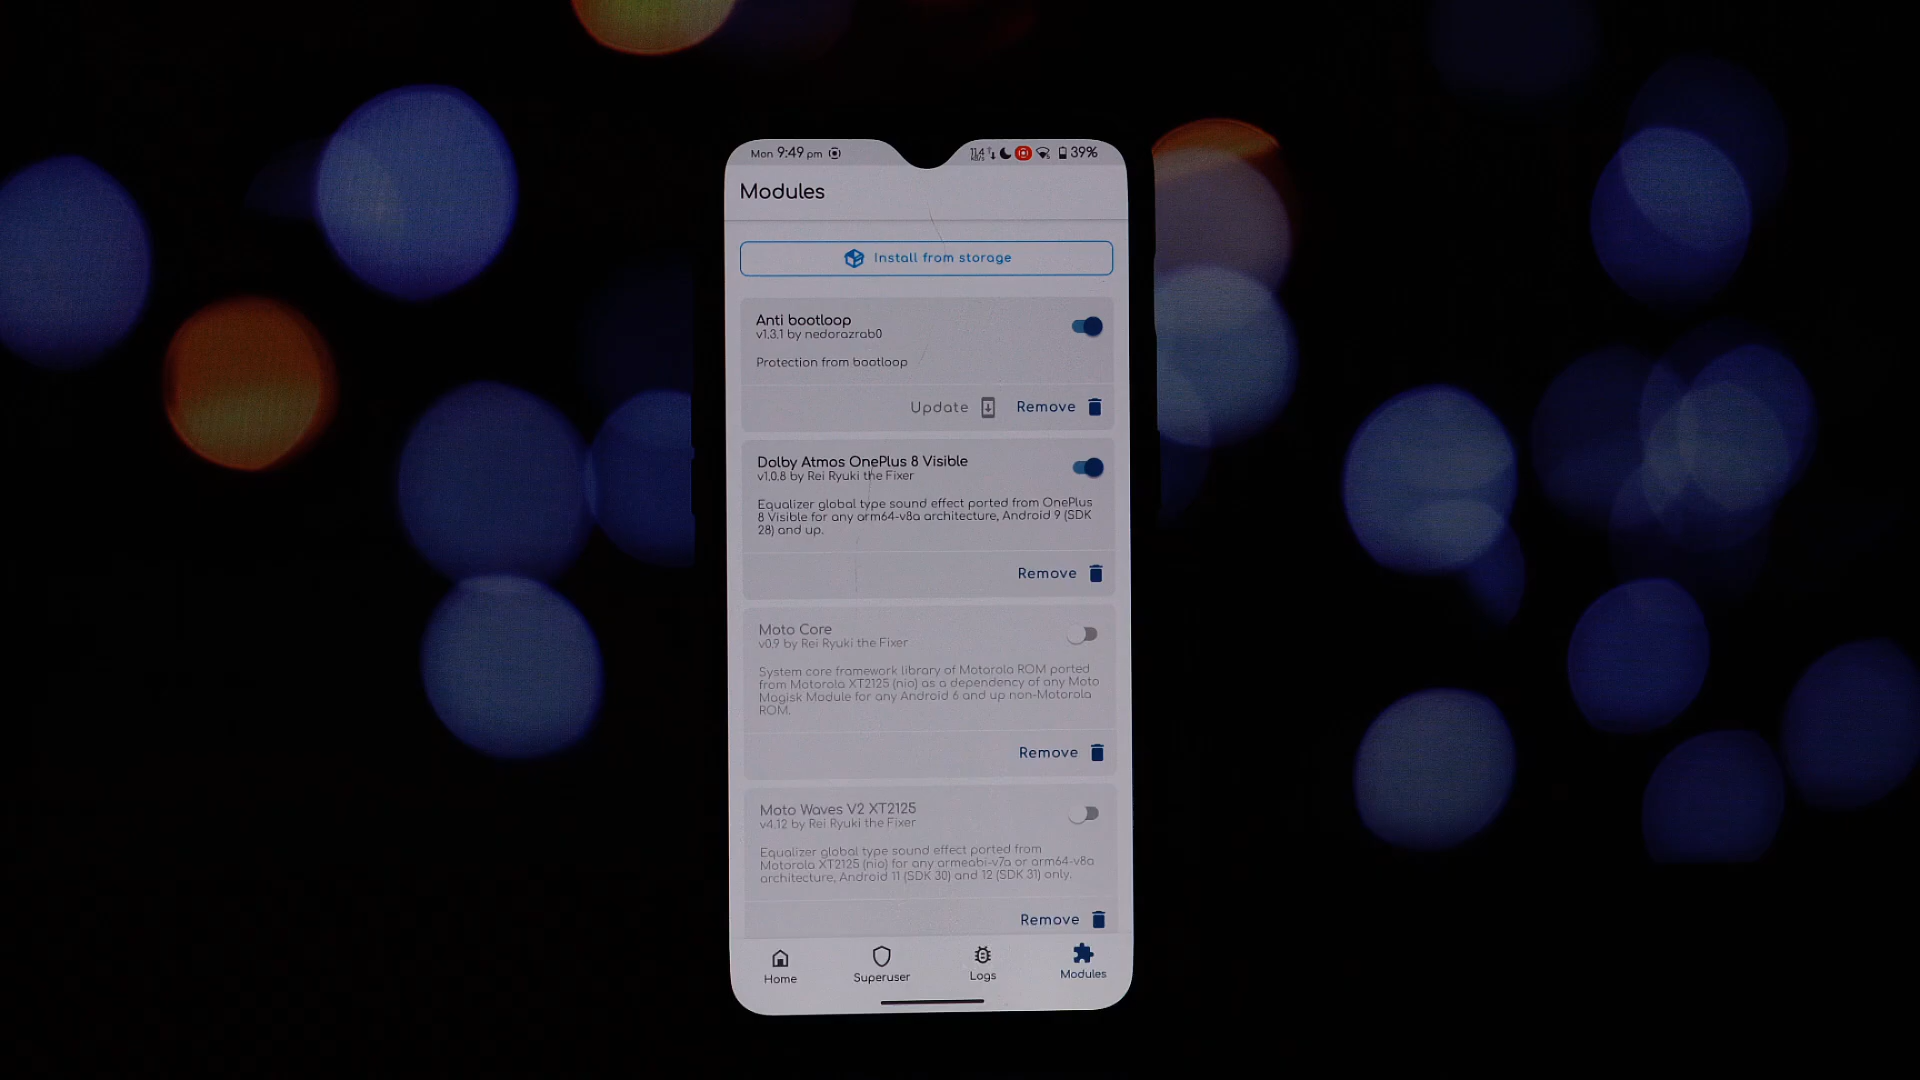 Mon 9:49 pm
39%
Modules
Install from storage
Anti bootloop
v1.3.1 by nedorazrab0
Protection from bootloop
Update
Remove
Dolby Atmos OnePlus 8 Visible
v1.0.8 by Rei Ryuki the Fixer
Equalizer global type sound effect ported from OnePlus
8 Visible for any arm64-v8a architecture, Android 9 (SDK
28) and up.
Remove
Moto Core
v0.9 by Rei Ryuki the Fixer
System core framework library of Motorola ROM ported
from Motorola XT2125 (nio) as a dependency of any Moto
Magisk Module for any Android 6 and up non-Motorola
ROM.
Remove
Moto Waves V2 XT2125
v4.12 by Rei Ryuki the Fixer
Equalizer global type sound effect ported from
Motorola XT2125 (nio) for any armeabi-v7a or arm64-v8a
architecture, Android 11 (SDK 30) and 12 (SDK 31) only.
Remove
Home
Superuser
Logs
Modules